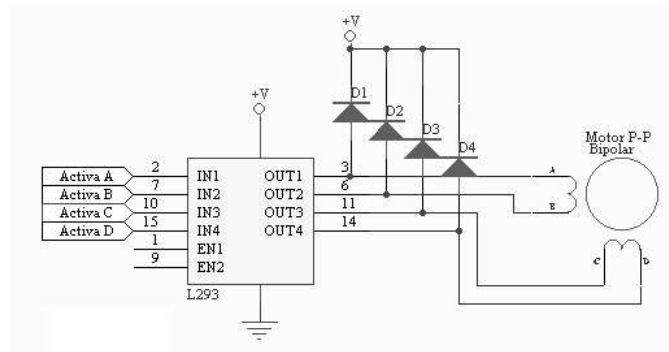 +V
+V
D1
D2
D3
D4
Motor P-P
Bipolar
Activa A 2 IN1 OUT1 3 A
Activa B 7 IN2 OUT2 6 B
Activa C 10 IN3 OUT3 11
Activa D 15 IN4 OUT4 14
1 EN1
9 EN2
C D
L293